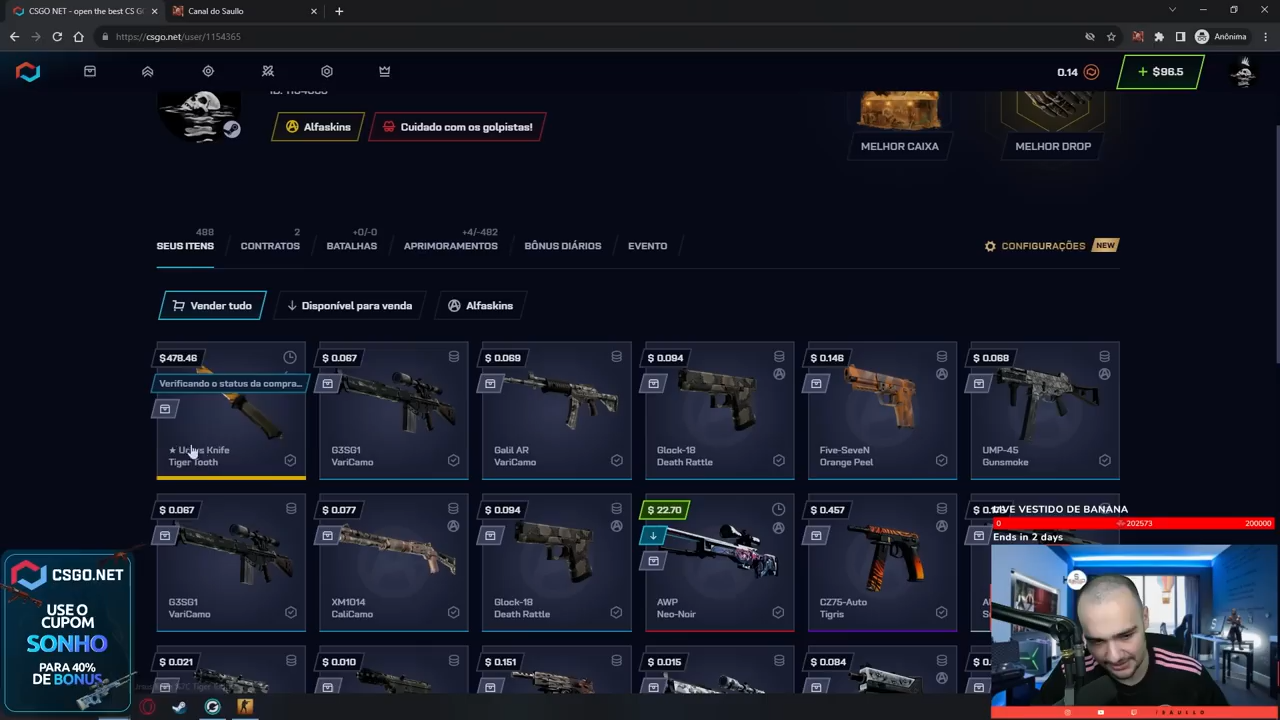 CSGO NET - open the best CS G
Canal do Saullo
https://csgo.net/user/1154365
Anônima
0.14
+ $96.5
Alfaskins
Cuidado com os golpistas!
MELHOR CAIXA
MELHOR DROP
488
2
+0/-0
+4/-482
SEUS ITENS
CONTRATOS
BATALHAS
APRIMORAMENTOS
BÔNUS DIÁRIOS
EVENTO
CONFIGURAÇÕES
NEW
Vender tudo
Disponível para venda
Alfaskins
$478.46
Verificando o status da compra...
Knife
Tiger Tooth
$ 0.067
G3SG1
VariCamo
$ 0.069
Galil AR
VariCamo
$ 0.094
Glock-18
Death Rattle
$ 0.146
Five-SeveN
Orange Peel
$ 0.068
UMP-45
Gunsmoke
$ 0.067
G3SG1
VariCamo
$ 0.077
XM1014
CaliCamo
$ 0.094
Glock-18
Death Rattle
$ 22.70
AWP
Neo-Noir
$ 0.457
CZ75-Auto
Tigris
$ 0.021
$ 0.010
$ 0.151
$ 0.015
$ 0.084
LIVE VESTIDO DE BANANA
0
202573
200000
Ends in 2 days
CSGO.NET
USE O
CUPOM
SONHO
PARA 40%
DE BONUS